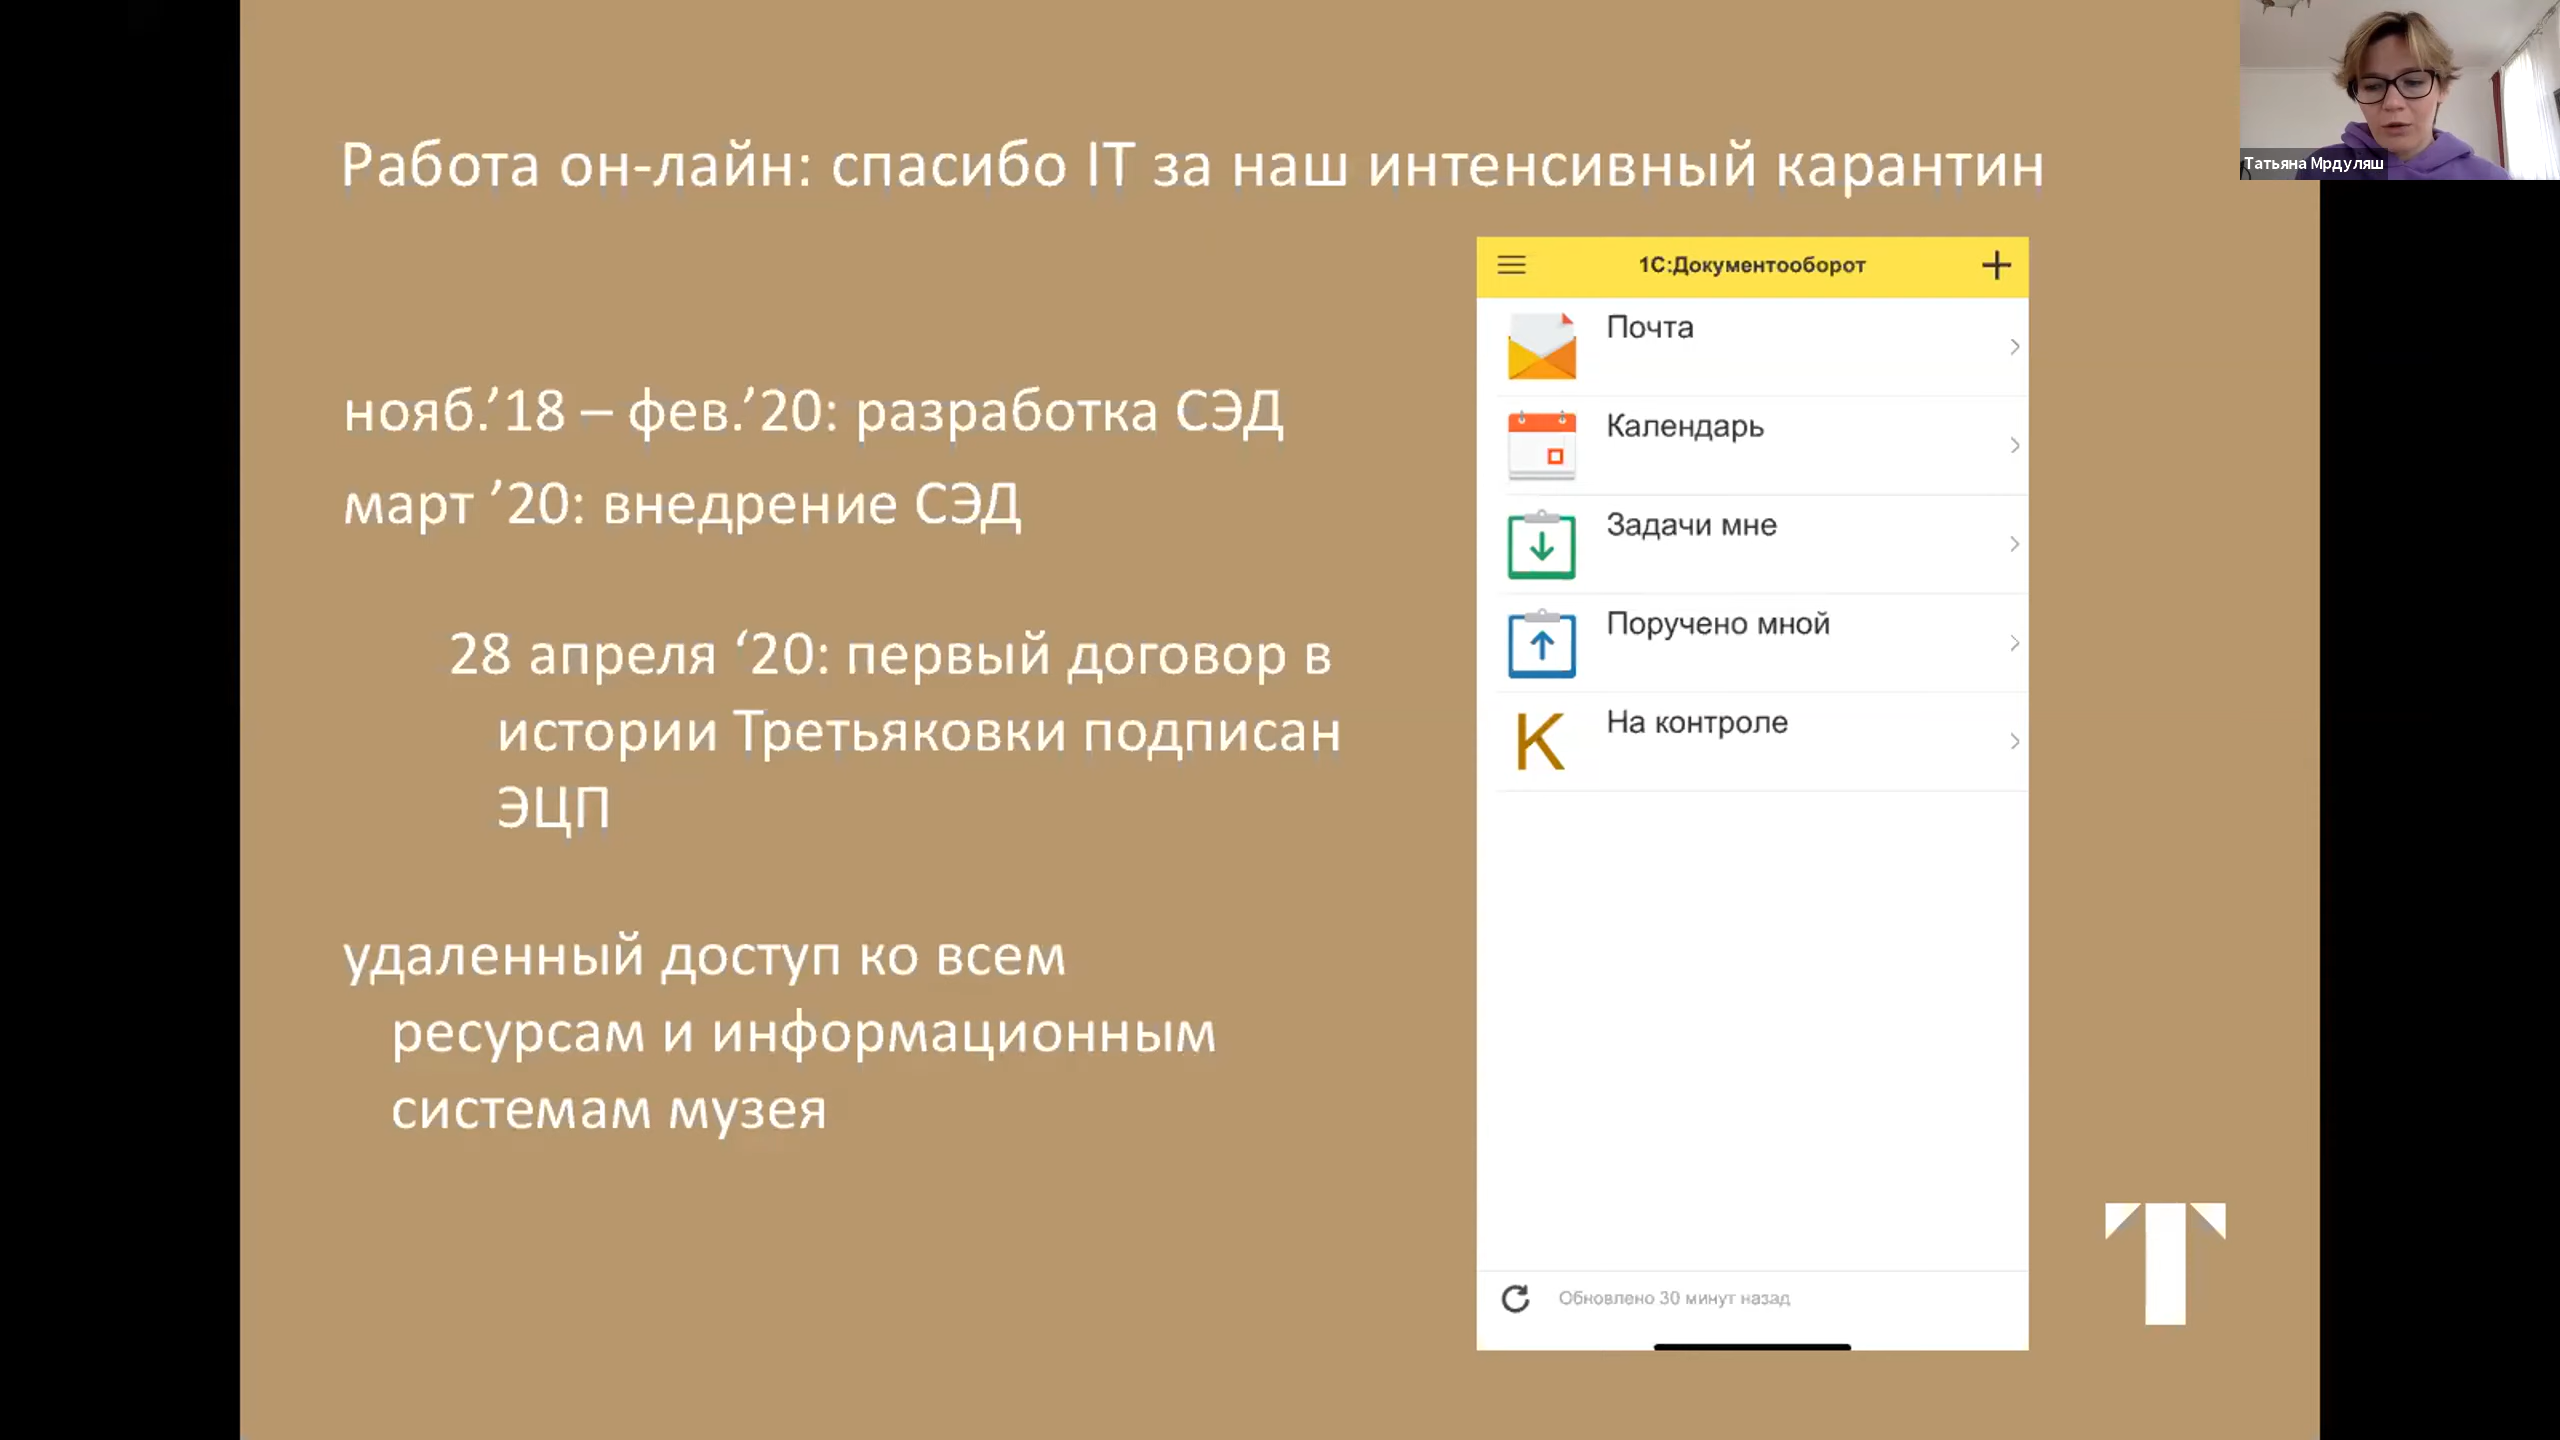 Работа он-лайн: спасибо IT за наш интенсивный карантин
Татьяна Мрдуляш
нояб.’18 – фев.’20: разработка СЭД
март ’20: внедрение СЭД
28 апреля ‘20: первый договор в
истории Третьяковки подписан
ЭЦП
удаленный доступ ко всем
ресурсам и информационным
системам музея
1С:Документооборот
Почта
Календарь
Задачи мне
Поручено мной
К На контроле
Обновлено 30 минут назад
Т